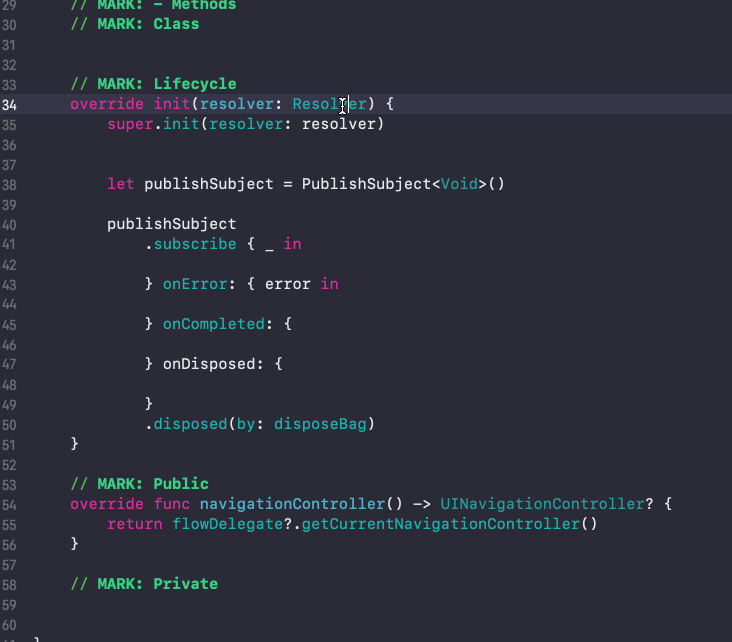 29 // MARK: - Methods
30 // MARK: Class
31
32
33 // MARK: Lifecycle
34 override init(resolver: Resolver) {
35 super.init(resolver: resolver)
36
37
38 let publishSubject = PublishSubject<Void>()
39
40 publishSubject
41 .subscribe { _ in
42
43 } onError: { error in
44
45 } onCompleted: {
46
47 } onDisposed: {
48
49 }
50 .disposed(by: disposeBag)
51 }
52
53 // MARK: Public
54 override func navigationController() -> UINavigationController? {
55 return flowDelegate?.getCurrentNavigationController()
56 }
57
58 // MARK: Private
59
60
61 }